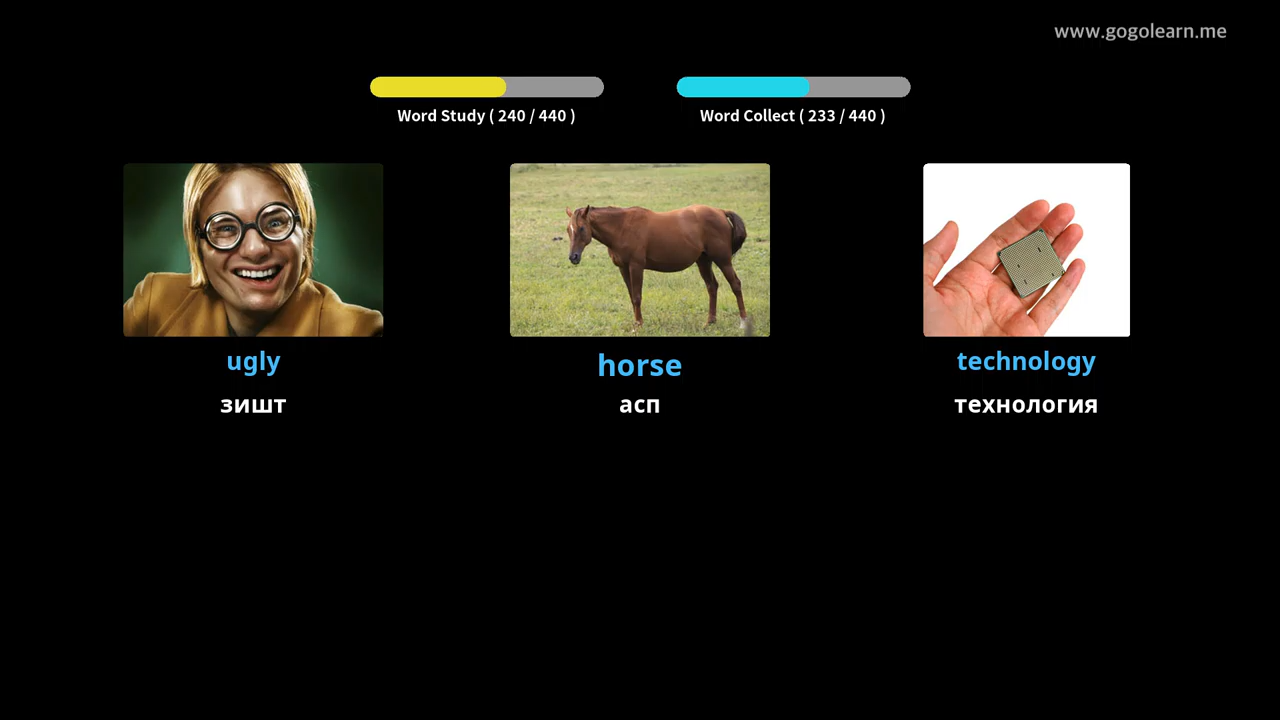 www.gogolearn.me
Word Study ( 240 / 440 )
Word Collect ( 233 / 440 )
ugly
horse
technology
зишт
асп
технология